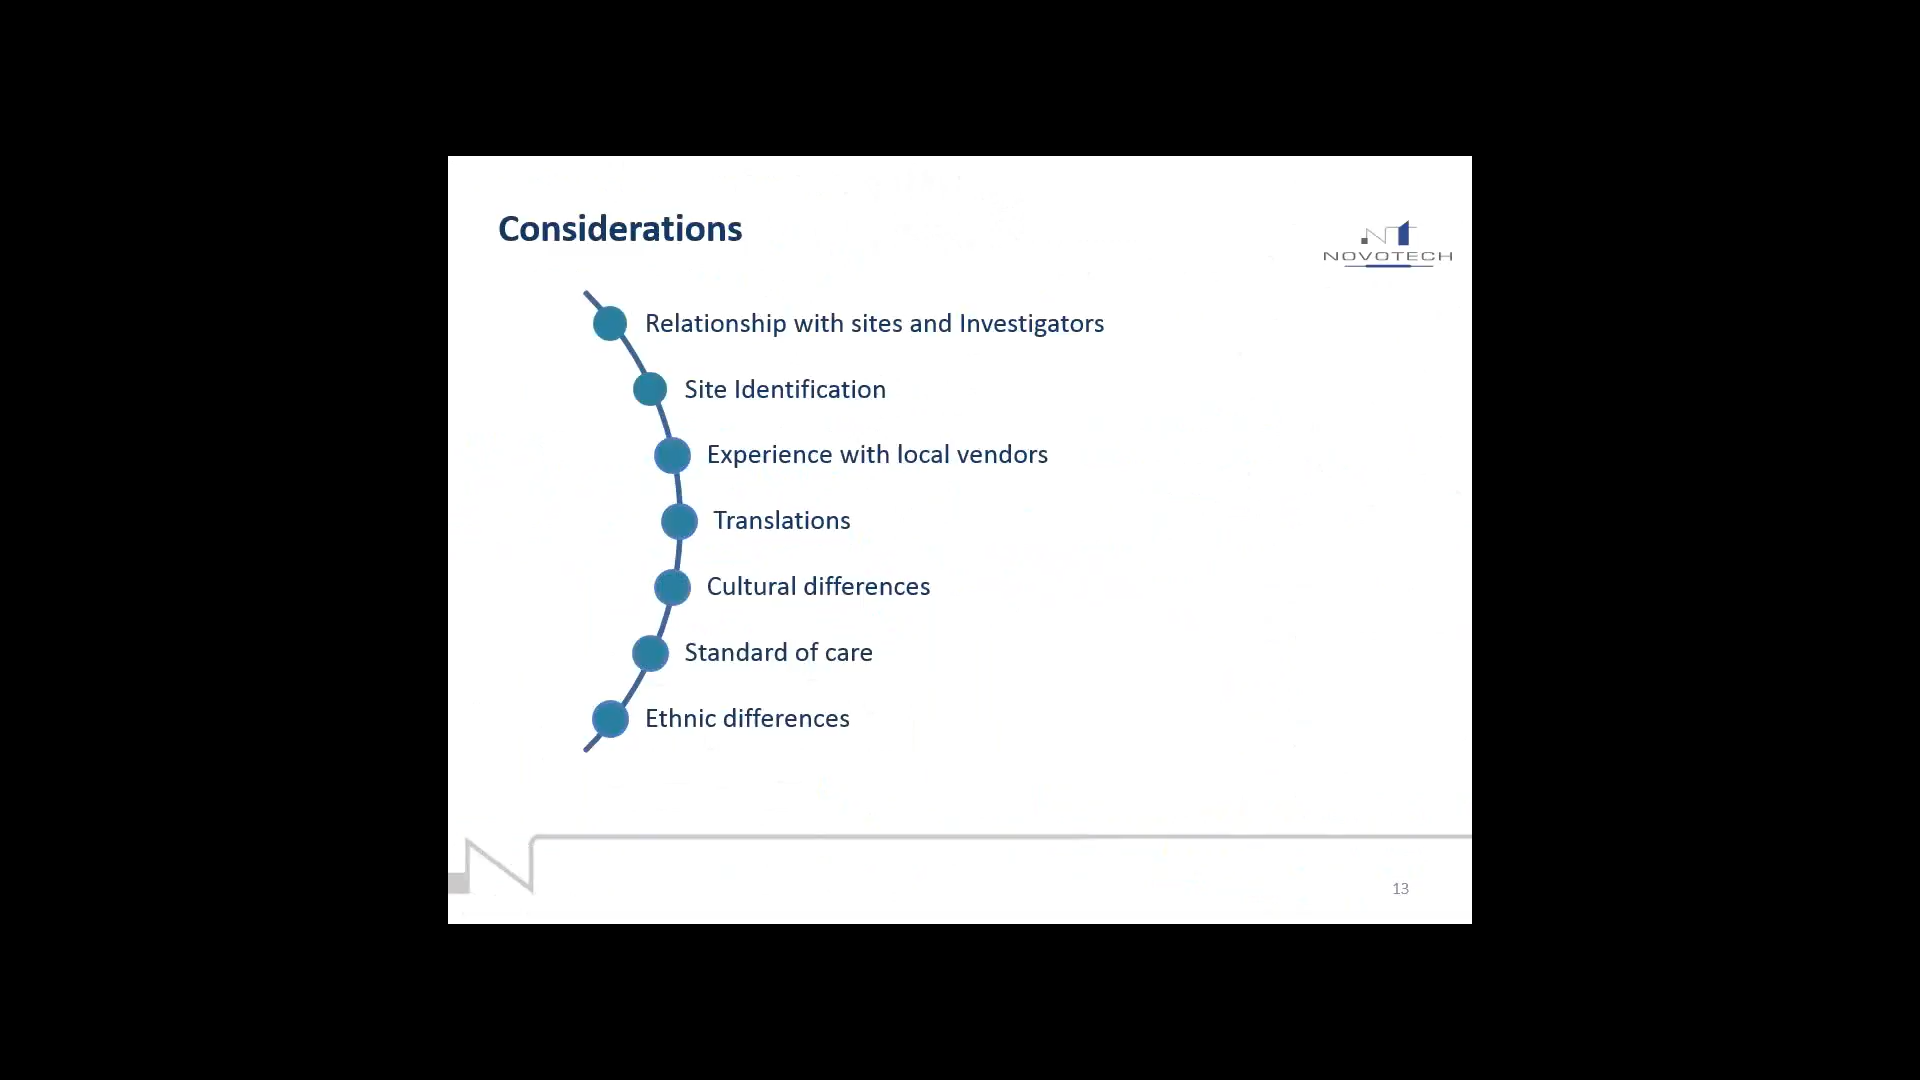 Considerations
NOVOTECH
Relationship with sites and Investigators
Site Identification
Experience with local vendors
Translations
Cultural differences
Standard of care
Ethnic differences
13